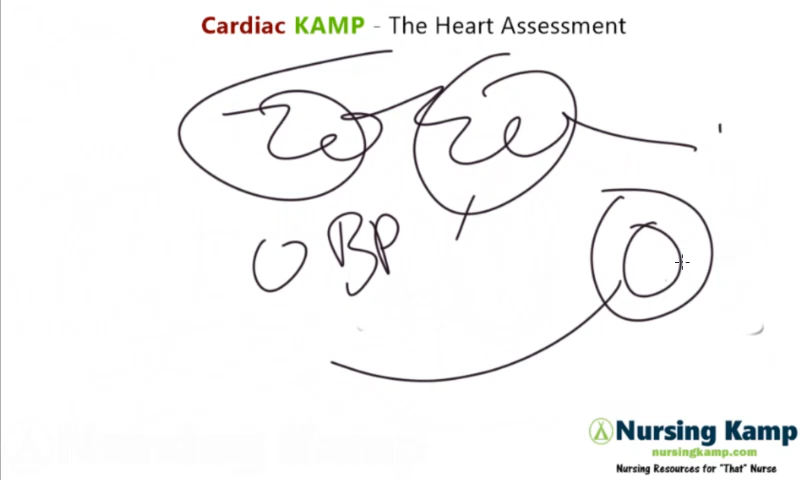 Cardiac KAMP - The Heart Assessment
O BP
Nursing Kamp
nursingkamp.com
Nursing Resources for "That" Nurse